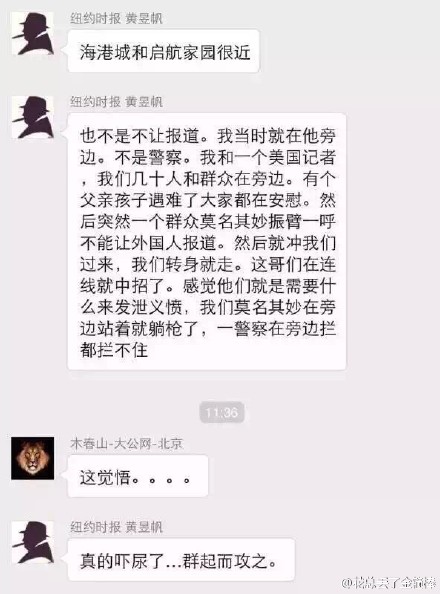 纽约时报 黄昱帆
海港城和启航家园很近
纽约时报 黄昱帆
也不是不让报道。我当时就在他旁
边。不是警察。我和一个美国记者
，我们几十人和群众在旁边。有个
父亲孩子遇难了大家都在安慰。然
后突然一个群众莫名其妙振臂一呼
不能让外国人报道。然后就冲我们
过来，我们转身就走。这哥们在连
线就中招了。感觉他们就是需要什
么来发泄义愤，我们莫名其妙在旁
边站着就躺枪了，一警察在旁边拦
都拦不住
11:36
木春山-大公网-北京
这觉悟。。。。
纽约时报 黄昱帆
真的吓尿了...群起而攻之。
@花总丢了金箍棒